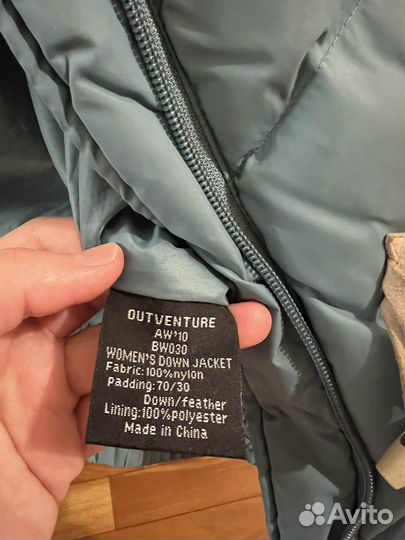 OUTVENTURE
AW'10
BW030
WOMEN'S DOWN JACKET
Fabric:100%nylon
Padding:70/30
Down/feather
Lining:100%polyester
Made in China
Avito